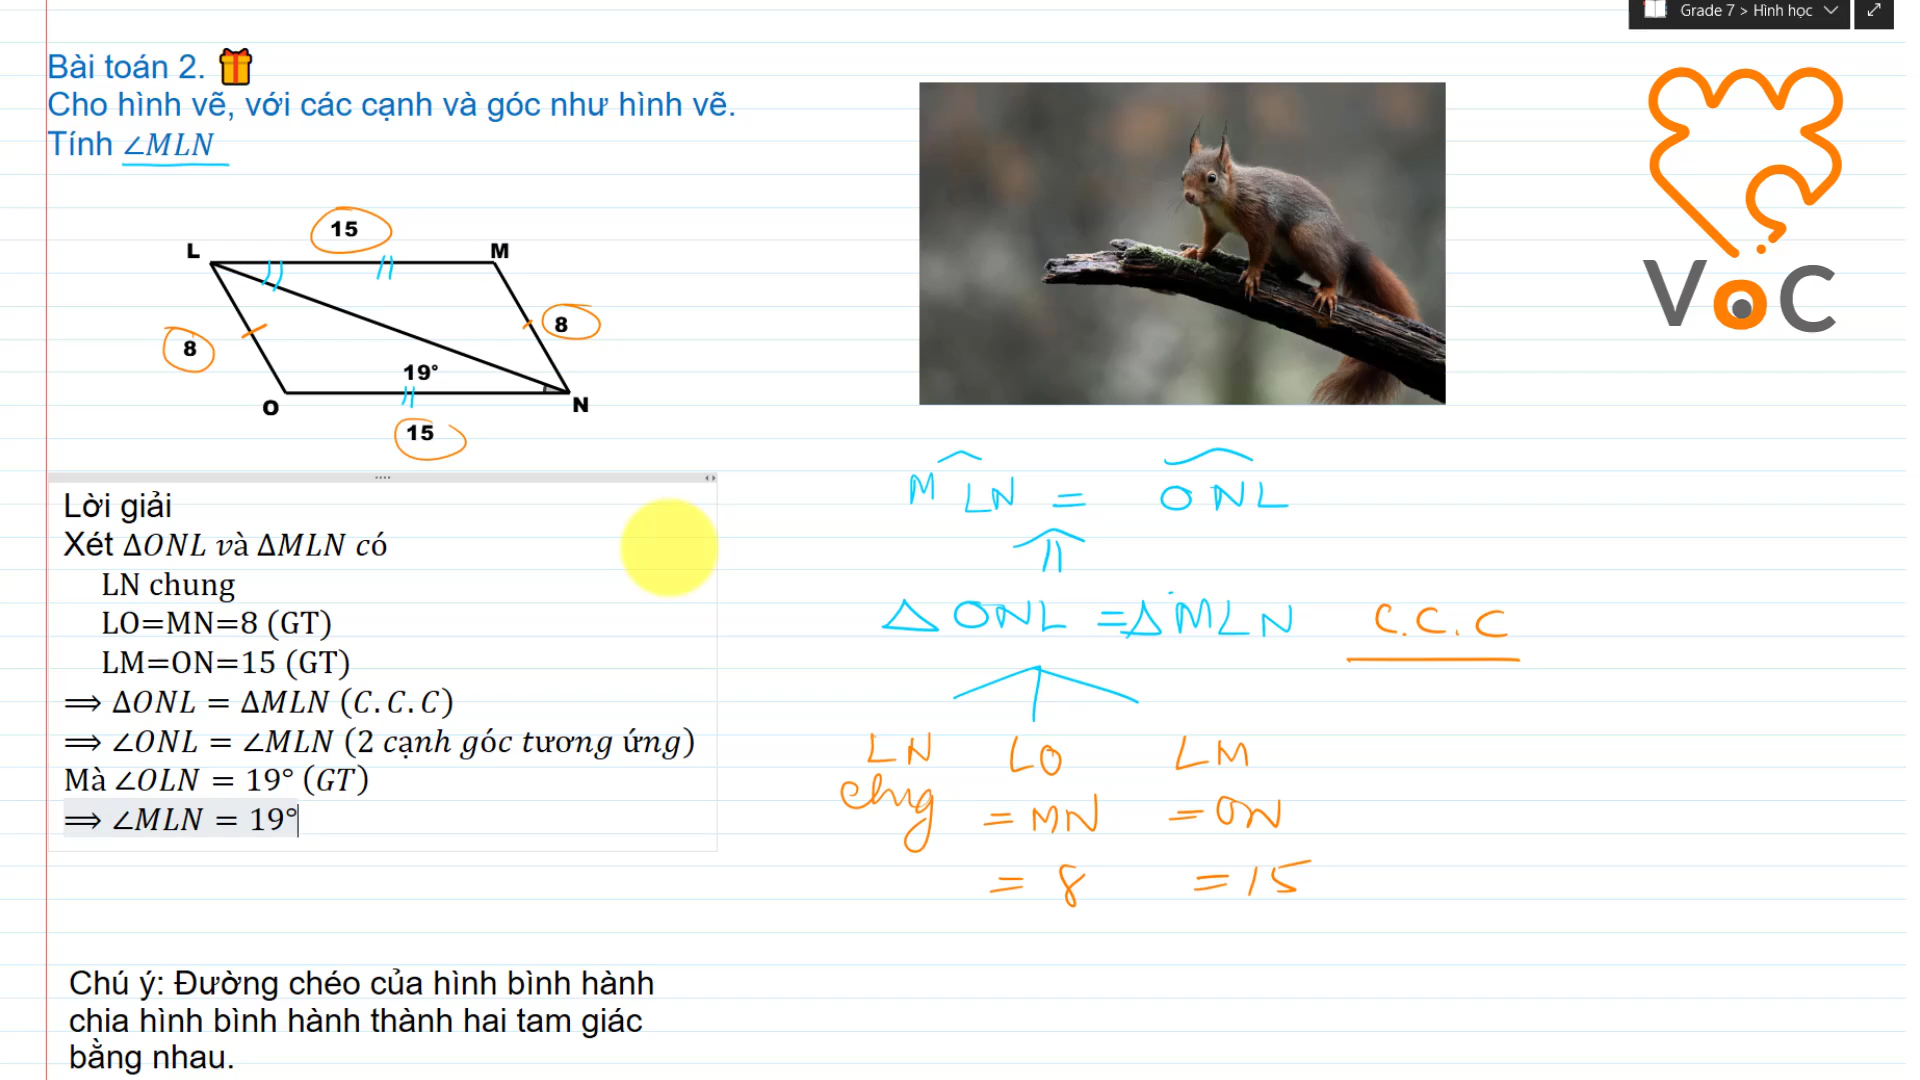 Grade 7 > Hình học
Bài toán 2.
Cho hình vẽ, với các cạnh và góc như hình vẽ.
Tính ∠MLN
15
L
M
8
8
19°
O
N
15
Lời giải
Xét ΔONL và ΔMLN có
LN chung
LO=MN=8 (GT)
LM=ON=15 (GT)
⟹ ΔONL = ΔMLN (C.C.C)
⟹ ∠ONL = ∠MLN (2 cạnh góc tương ứng)
Mà ∠OLN = 19° (GT)
⟹ ∠MLN = 19°
Chú ý: Đường chéo của hình bình hành
chia hình bình hành thành hai tam giác
bằng nhau.
VOC
MLN = ONL
Δ ONL = Δ MLN C.C.C
LN LO LM
chug = MN = ON
= 8 = 15